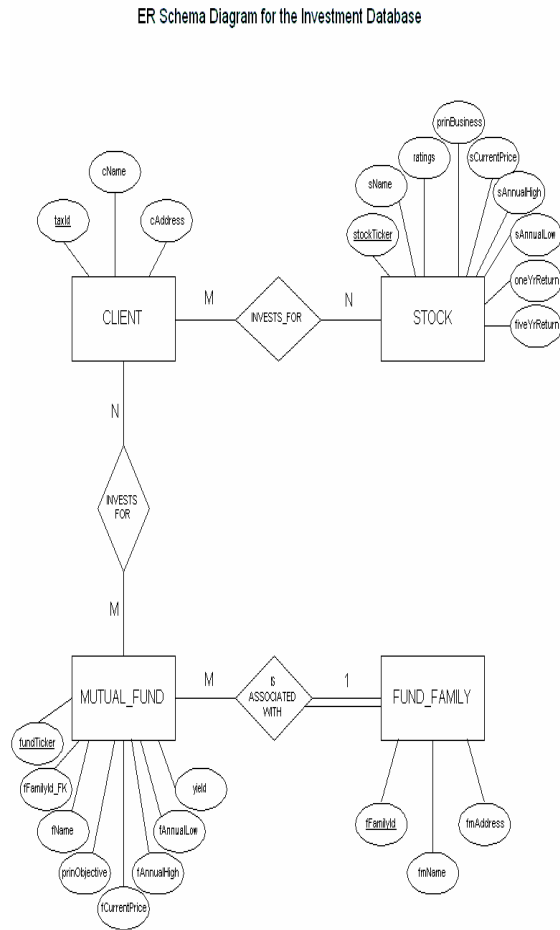 ER Schema Diagram for the Investment Database
prinBusiness
cName
ratings
sCurrentPrice
sName
sAnnualHigh
taxId
cAddress
stockTicker
sAnnualLow
CLIENT
M
INVESTS_FOR
N
STOCK
oneYrReturn
fiveYrReturn
N
INVESTS
FOR
M
MUTUAL_FUND
M
IS
ASSOCIATED
WITH
1
FUND_FAMILY
fundTicker
fFamilyId_FK
yield
fName
fAnnualLow
prinObjective
fAnnualHigh
fCurrentPrice
fFamilyId
fmAddress
fmName